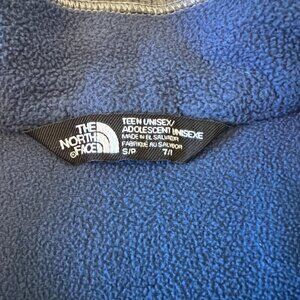 THE
NORTH
FACE
TEEN UNISEX/
ADOLESCENT UNISEXE
MADE IN EL SALVADOR
FABRIQUÉ AU SALVADOR
S/P 7/8